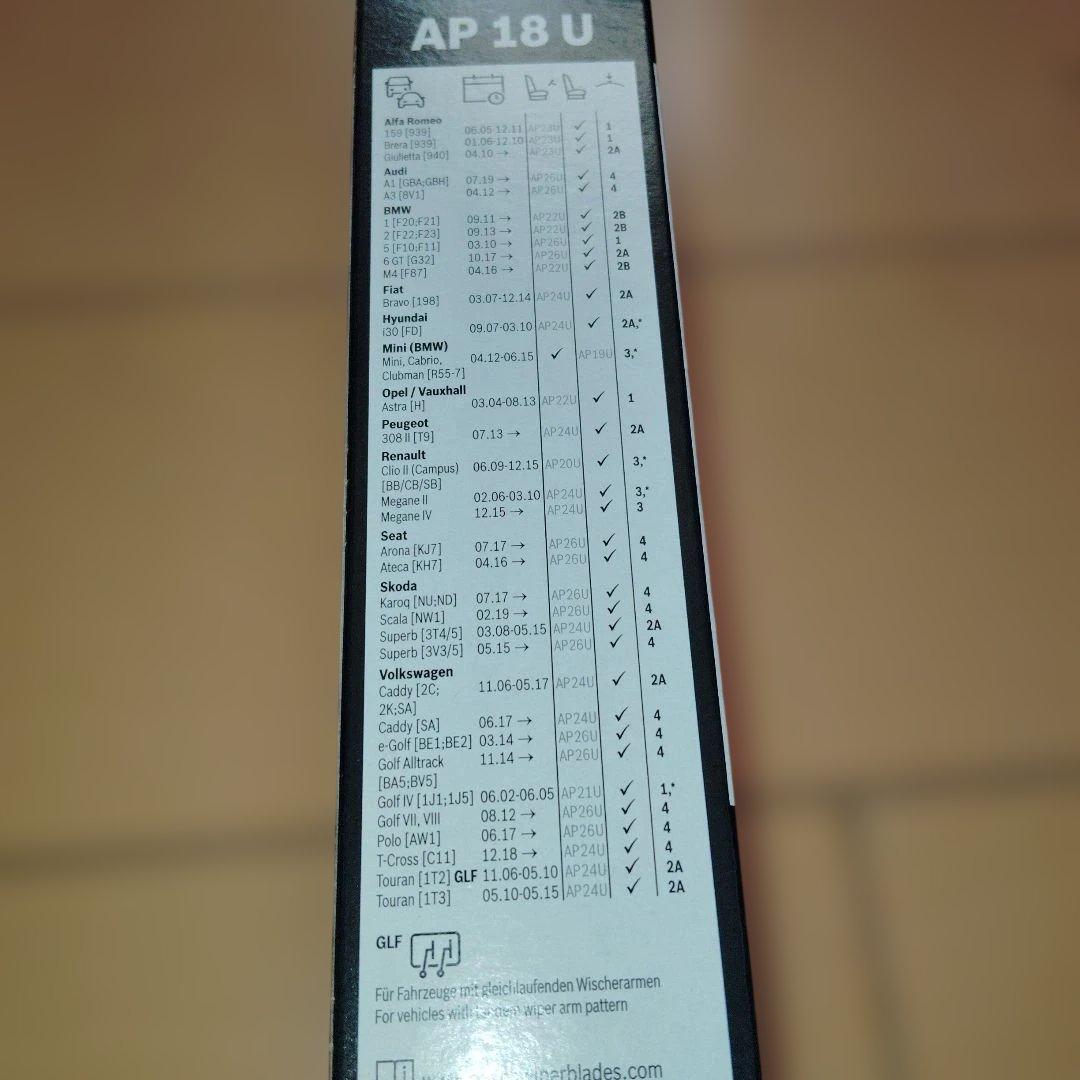 AP 18 U
Alfa Romeo
159 [939] 06.05-12.11 AP23U ✓ 1
Brera [939] 01.06-12.10 AP23U ✓ 1
Giulietta [940] 04.10 → AP23U ✓ 2A
Audi
A1 [GBA;GBH] 07.19 → AP26U ✓ 4
A3 [8V1] 04.12 → AP26U ✓ 4
BMW
1 [F20;F21] 09.11 → AP22U ✓ 2B
2 [F22;F23] 09.13 → AP22U ✓ 2B
5 [F10;F11] 03.10 → AP26U ✓ 1
6 GT [G32] 10.17 → AP26U ✓ 2A
M4 [F87] 04.16 → AP22U ✓ 2B
Fiat
Bravo [198] 03.07-12.14 AP24U ✓ 2A
Hyundai
i30 [FD] 09.07-03.10 AP24U ✓ 2A,*
Mini (BMW)
Mini, Cabrio, 04.12-06.15 ✓ AP19U 3,*
Clubman [R55-7]
Opel / Vauxhall
Astra [H] 03.04-08.13 AP22U ✓ 1
Peugeot
308 II [T9] 07.13 → AP24U ✓ 2A
Renault
Clio II (Campus) 06.09-12.15 AP20U ✓ 3,*
[BB/CB/SB]
Megane II 02.06-03.10 AP24U ✓ 3,*
Megane IV 12.15 → AP24U ✓ 3
Seat
Arona [KJ7] 07.17 → AP26U ✓ 4
Ateca [KH7] 04.16 → AP26U ✓ 4
Skoda
Karoq [NU;ND] 07.17 → AP26U ✓ 4
Scala [NW1] 02.19 → AP26U ✓ 4
Superb [3T4/5] 03.08-05.15 AP24U ✓ 2A
Superb [3V3/5] 05.15 → AP26U ✓ 4
Volkswagen
Caddy [2C; 11.06-05.17 AP24U ✓ 2A
2K;SA]
Caddy [SA] 06.17 → AP24U ✓ 4
e-Golf [BE1;BE2] 03.14 → AP26U ✓ 4
Golf Alltrack 11.14 → AP26U ✓ 4
[BA5;BV5]
Golf IV [1J1;1J5] 06.02-06.05 AP21U ✓ 1,*
Golf VII, VIII 08.12 → AP26U ✓ 4
Polo [AW1] 06.17 → AP26U ✓ 4
T-Cross [C11] 12.18 → AP24U ✓ 4
Touran [1T2] GLF 11.06-05.10 AP24U ✓ 2A
Touran [1T3] 05.10-05.15 AP24U ✓ 2A
GLF
Für Fahrzeuge mit gleichlaufenden Wischerarmen
For vehicles with tandem wiper arm pattern